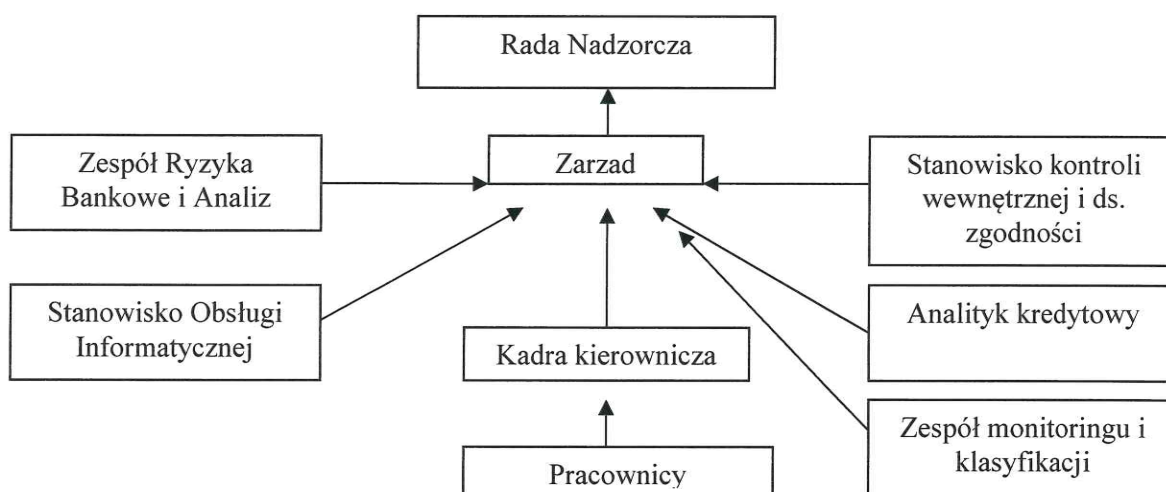 Rada Nadzorcza
Zespół Ryzyka
Bankowe i Analiz
Zarzad
Stanowisko kontroli
wewnętrznej i ds.
zgodności
Stanowisko Obsługi
Informatycznej
Kadra kierownicza
Analityk kredytowy
Zespół monitoringu i
klasyfikacji
Pracownicy